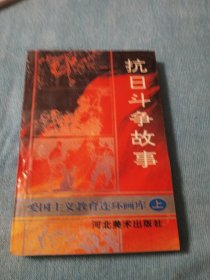 抗日斗争故事
爱国主义教育连环画库 上
河北美术出版社